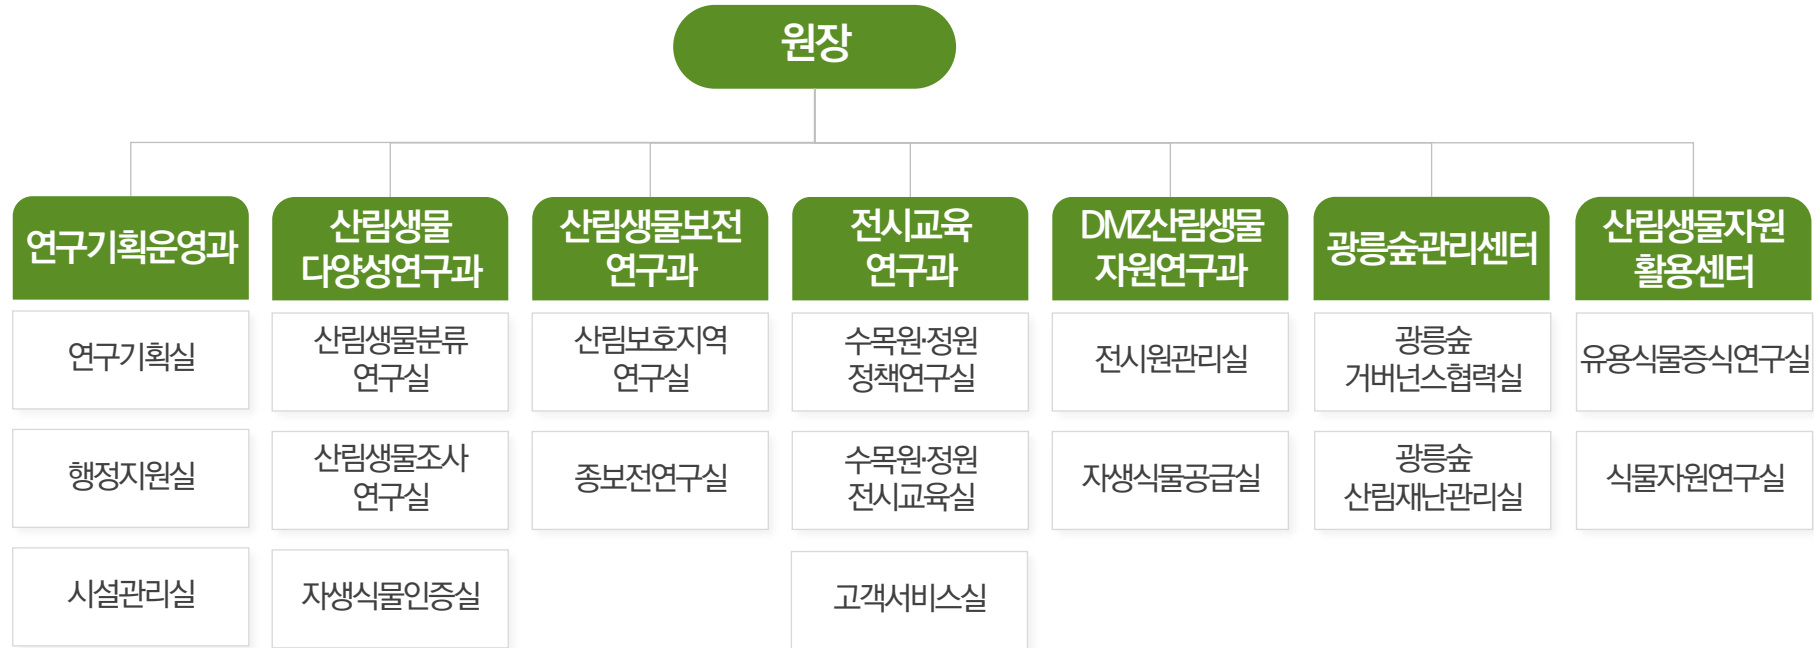 원장
연구기획운영과
산림생물
다양성연구과
산림생물보전
연구과
전시교육
연구과
DMZ산림생물
자원연구과
광릉숲관리센터
산림생물자원
활용센터
연구기획실
산림생물분류
연구실
산림보호지역
연구실
수목원·정원
정책연구실
전시원관리실
광릉숲
거버넌스협력실
유용식물증식연구실
행정지원실
산림생물조사
연구실
종보전연구실
수목원·정원
전시교육실
자생식물공급실
광릉숲
산림재난관리실
식물자원연구실
시설관리실
자생식물인증실
고객서비스실